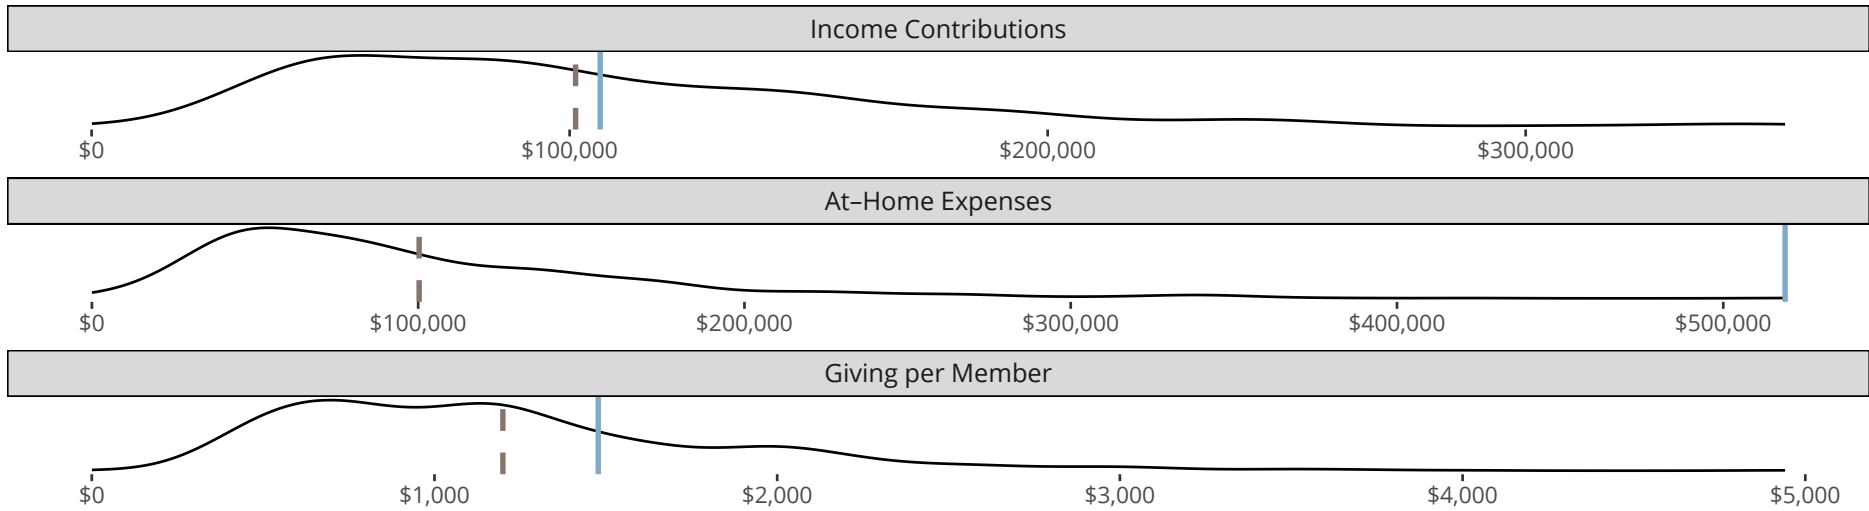 Income Contributions
$0 $100,000 $200,000 $300,000
At–Home Expenses
$0 $100,000 $200,000 $300,000 $400,000 $500,000
Giving per Member
$0 $1,000 $2,000 $3,000 $4,000 $5,000